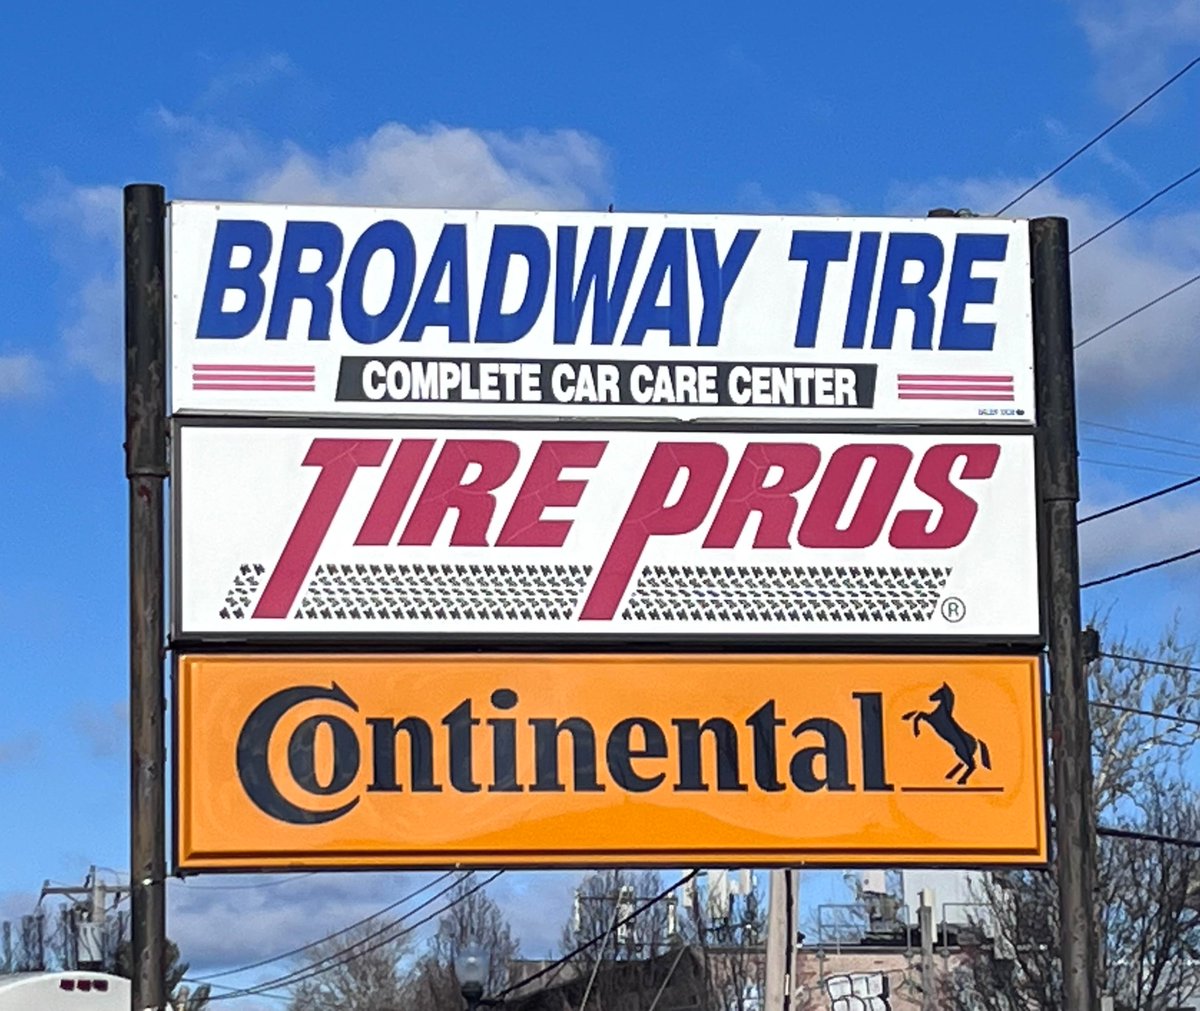 BROADWAY TIRE
COMPLETE CAR CARE CENTER
TIRE PROS
®
Continental